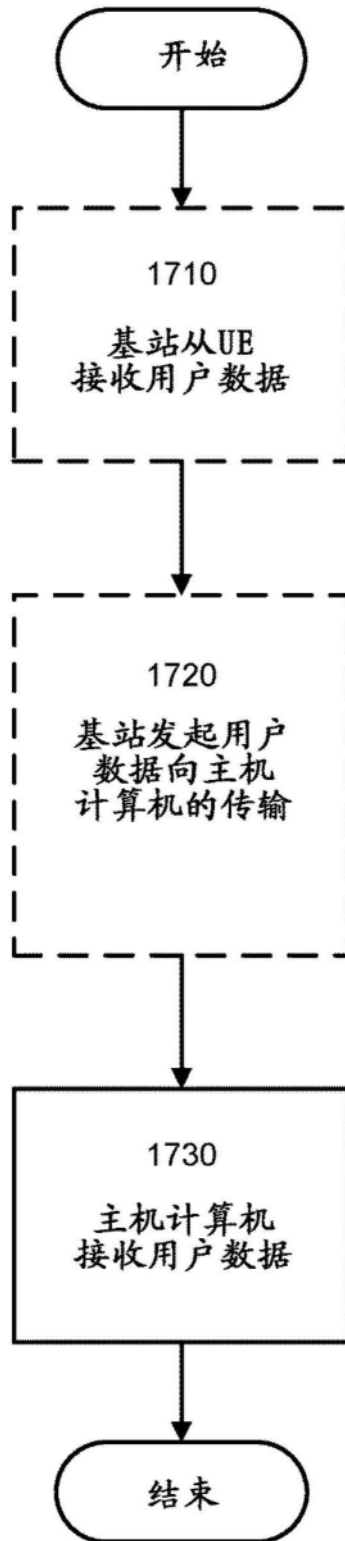 开始
1710
基站从UE
接收用户数据
1720
基站发起用户
数据向主机
计算机的传输
1730
主机计算机
接收用户数据
结束